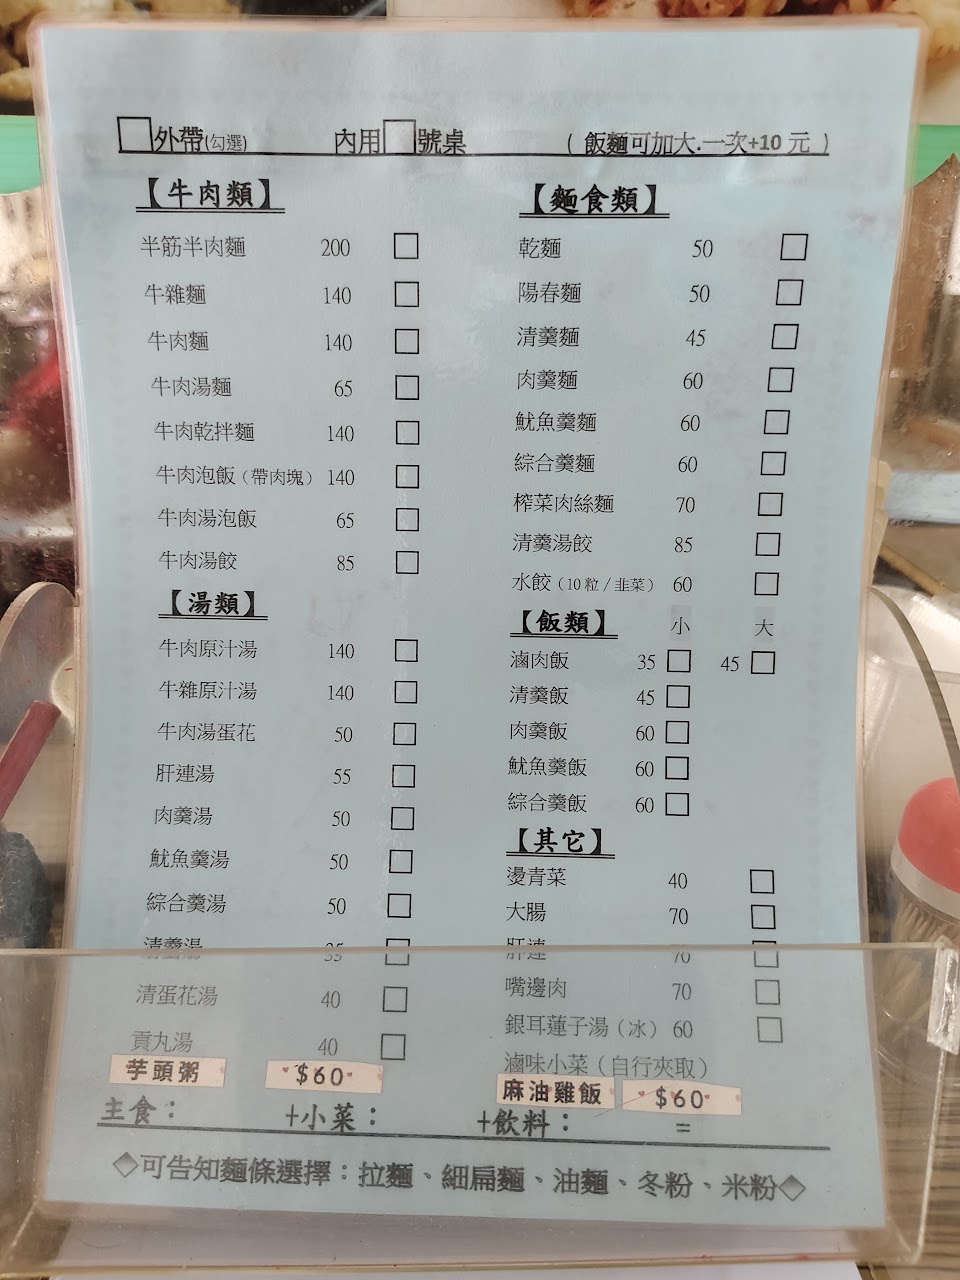 □外帶(勾選) 內用□號桌 ( 飯麵可加大.一次+10 元 )
【牛肉類】
半筋半肉麵 200 □
牛雜麵 140 □
牛肉麵 140 □
牛肉湯麵 65 □
牛肉乾拌麵 140 □
牛肉泡飯(帶肉塊) 140 □
牛肉湯泡飯 65 □
牛肉湯餃 85 □
【湯類】
牛肉原汁湯 140 □
牛雜原汁湯 140 □
牛肉湯蛋花 50 □
肝連湯 55 □
肉羹湯 50 □
魷魚羹湯 50 □
綜合羹湯 50 □
清羹湯 35 □
清蛋花湯 40 □
貢丸湯 40 □
芋頭粥 $60
【麵食類】
乾麵 50 □
陽春麵 50 □
清羹麵 45 □
肉羹麵 60 □
魷魚羹麵 60 □
綜合羹麵 60 □
榨菜肉絲麵 70 □
清羹湯餃 85 □
水餃(10 粒/韭菜) 60 □
【飯類】 小 大
滷肉飯 35 □ 45 □
清羹飯 45 □
肉羹飯 60 □
魷魚羹飯 60 □
綜合羹飯 60 □
【其它】
燙青菜 40 □
大腸 70 □
肝連 70 □
嘴邊肉 70 □
銀耳蓮子湯(冰) 60 □
滷味小菜(自行夾取)
麻油雞飯 $60
主食： +小菜： +飲料： =
◇可告知麵條選擇：拉麵、細扁麵、油麵、冬粉、米粉◇